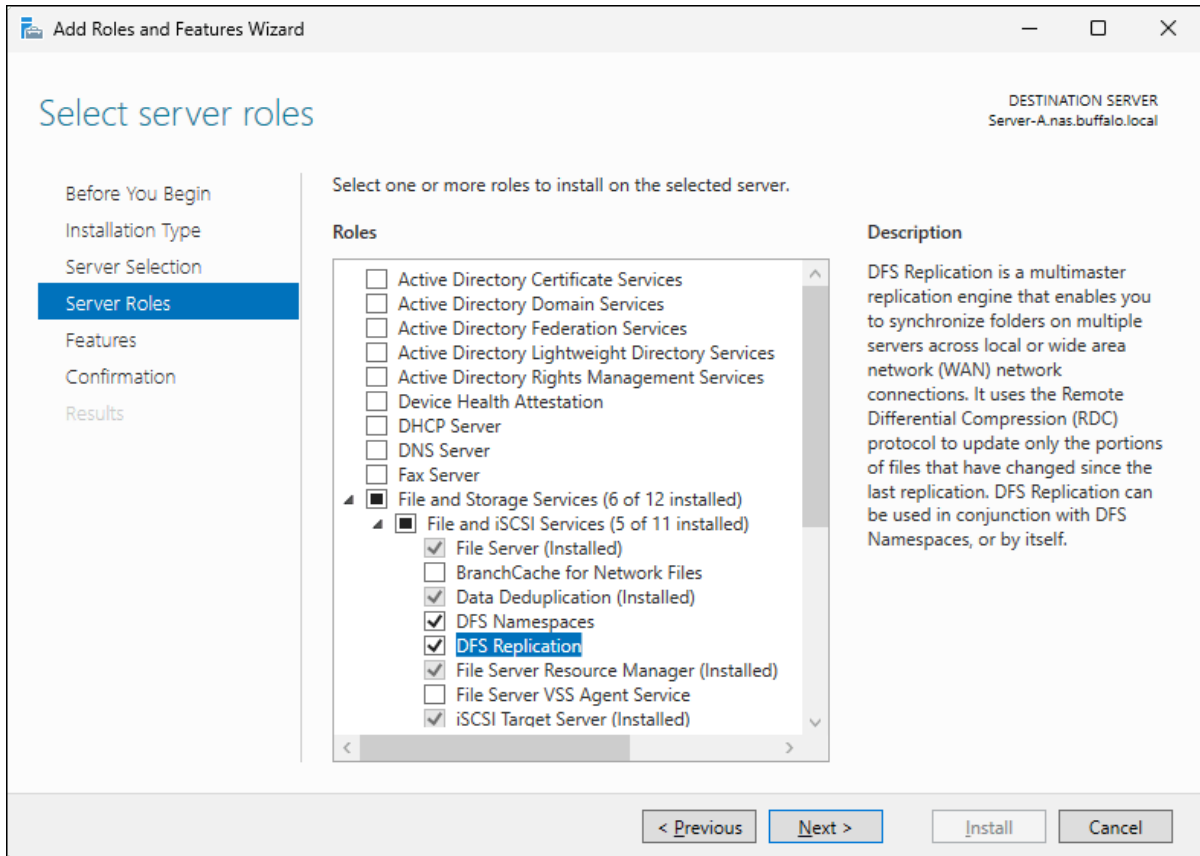 Add Roles and Features Wizard
Select server roles
DESTINATION SERVER
Server-A.nas.buffalo.local
Before You Begin
Installation Type
Server Selection
Server Roles
Features
Confirmation
Results
Select one or more roles to install on the selected server.
Roles
Active Directory Certificate Services
Active Directory Domain Services
Active Directory Federation Services
Active Directory Lightweight Directory Services
Active Directory Rights Management Services
Device Health Attestation
DHCP Server
DNS Server
Fax Server
File and Storage Services (6 of 12 installed)
File and iSCSI Services (5 of 11 installed)
File Server (Installed)
BranchCache for Network Files
Data Deduplication (Installed)
DFS Namespaces
DFS Replication
File Server Resource Manager (Installed)
File Server VSS Agent Service
iSCSI Target Server (Installed)
Description
DFS Replication is a multimaster
replication engine that enables you
to synchronize folders on multiple
servers across local or wide area
network (WAN) network
connections. It uses the Remote
Differential Compression (RDC)
protocol to update only the portions
of files that have changed since the
last replication. DFS Replication can
be used in conjunction with DFS
Namespaces, or by itself.
< Previous
Next >
Install
Cancel